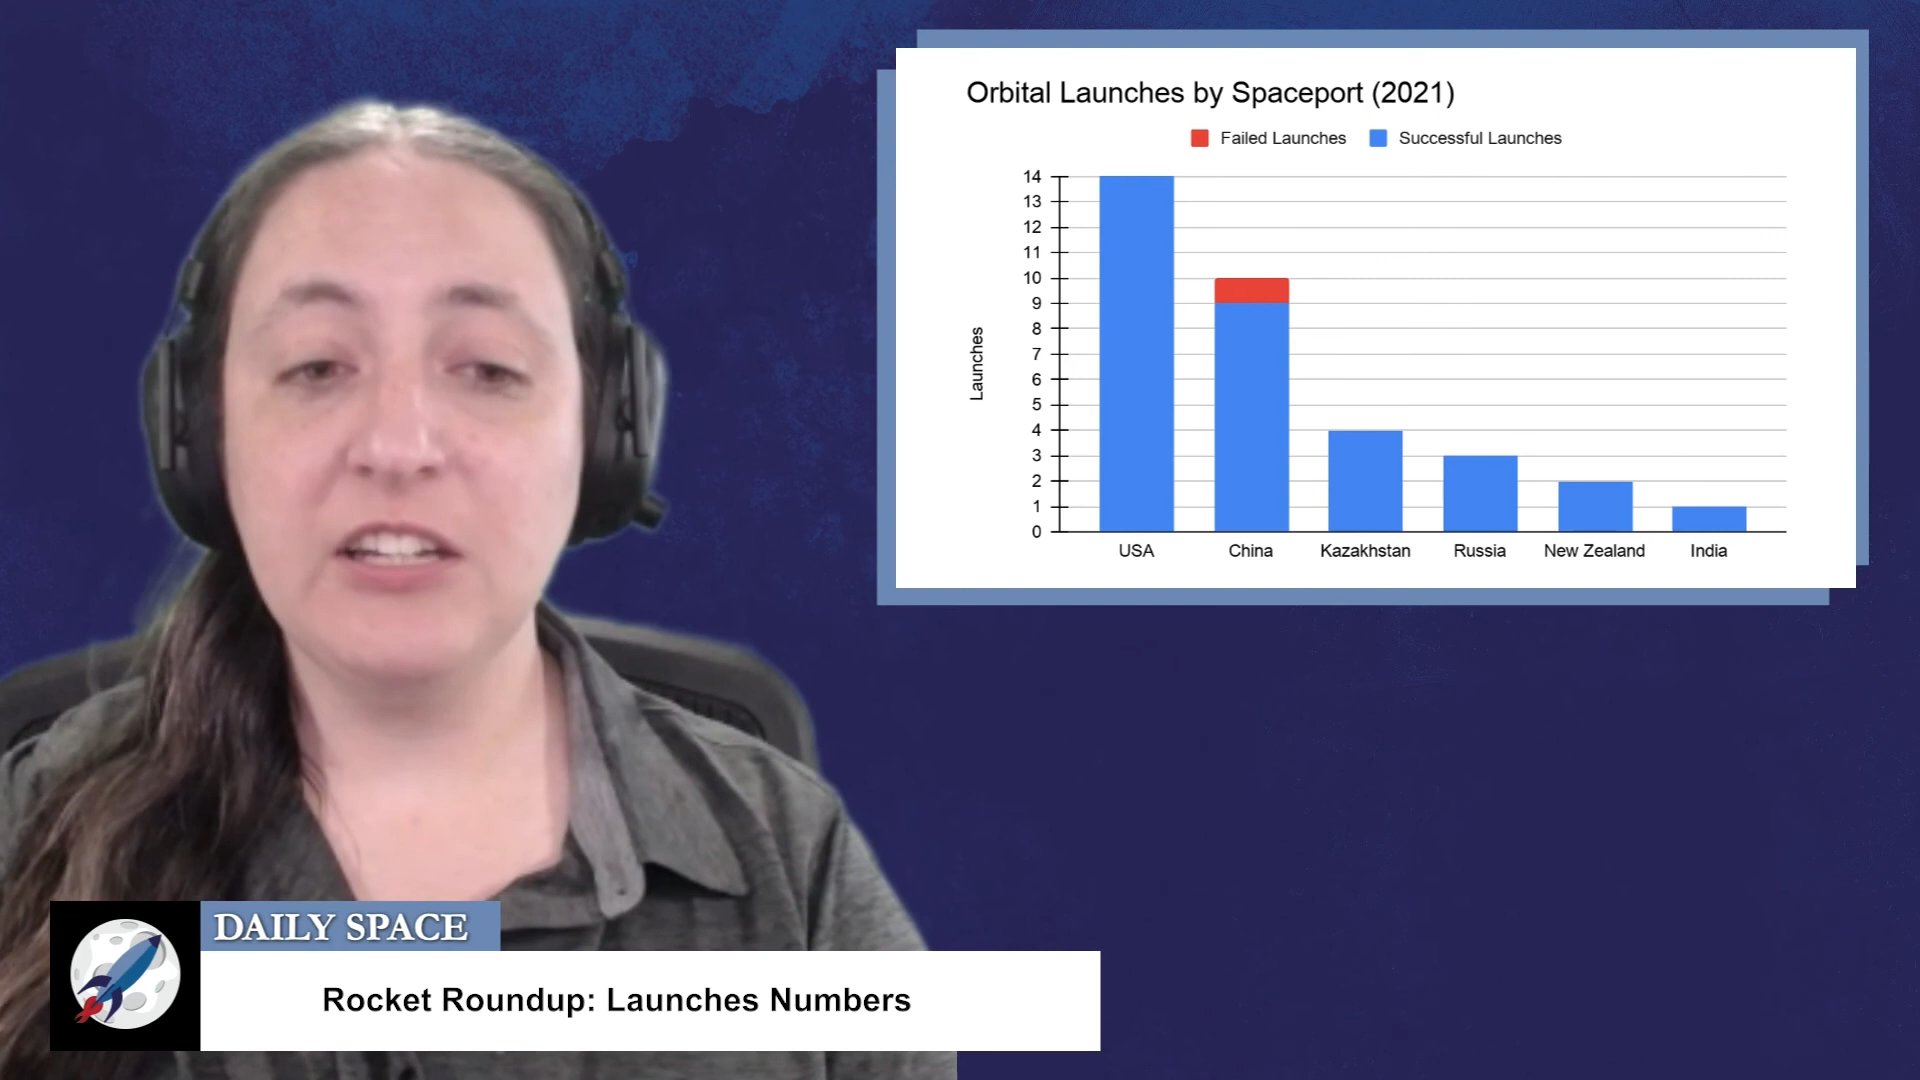 Orbital Launches by Spaceport (2021)
Failed Launches Successful Launches
14
13
12
11
10
9
8
7
6
5
4
3
2
1
0
Launches
USA China Kazakhstan Russia New Zealand India
DAILY SPACE
Rocket Roundup: Launches Numbers